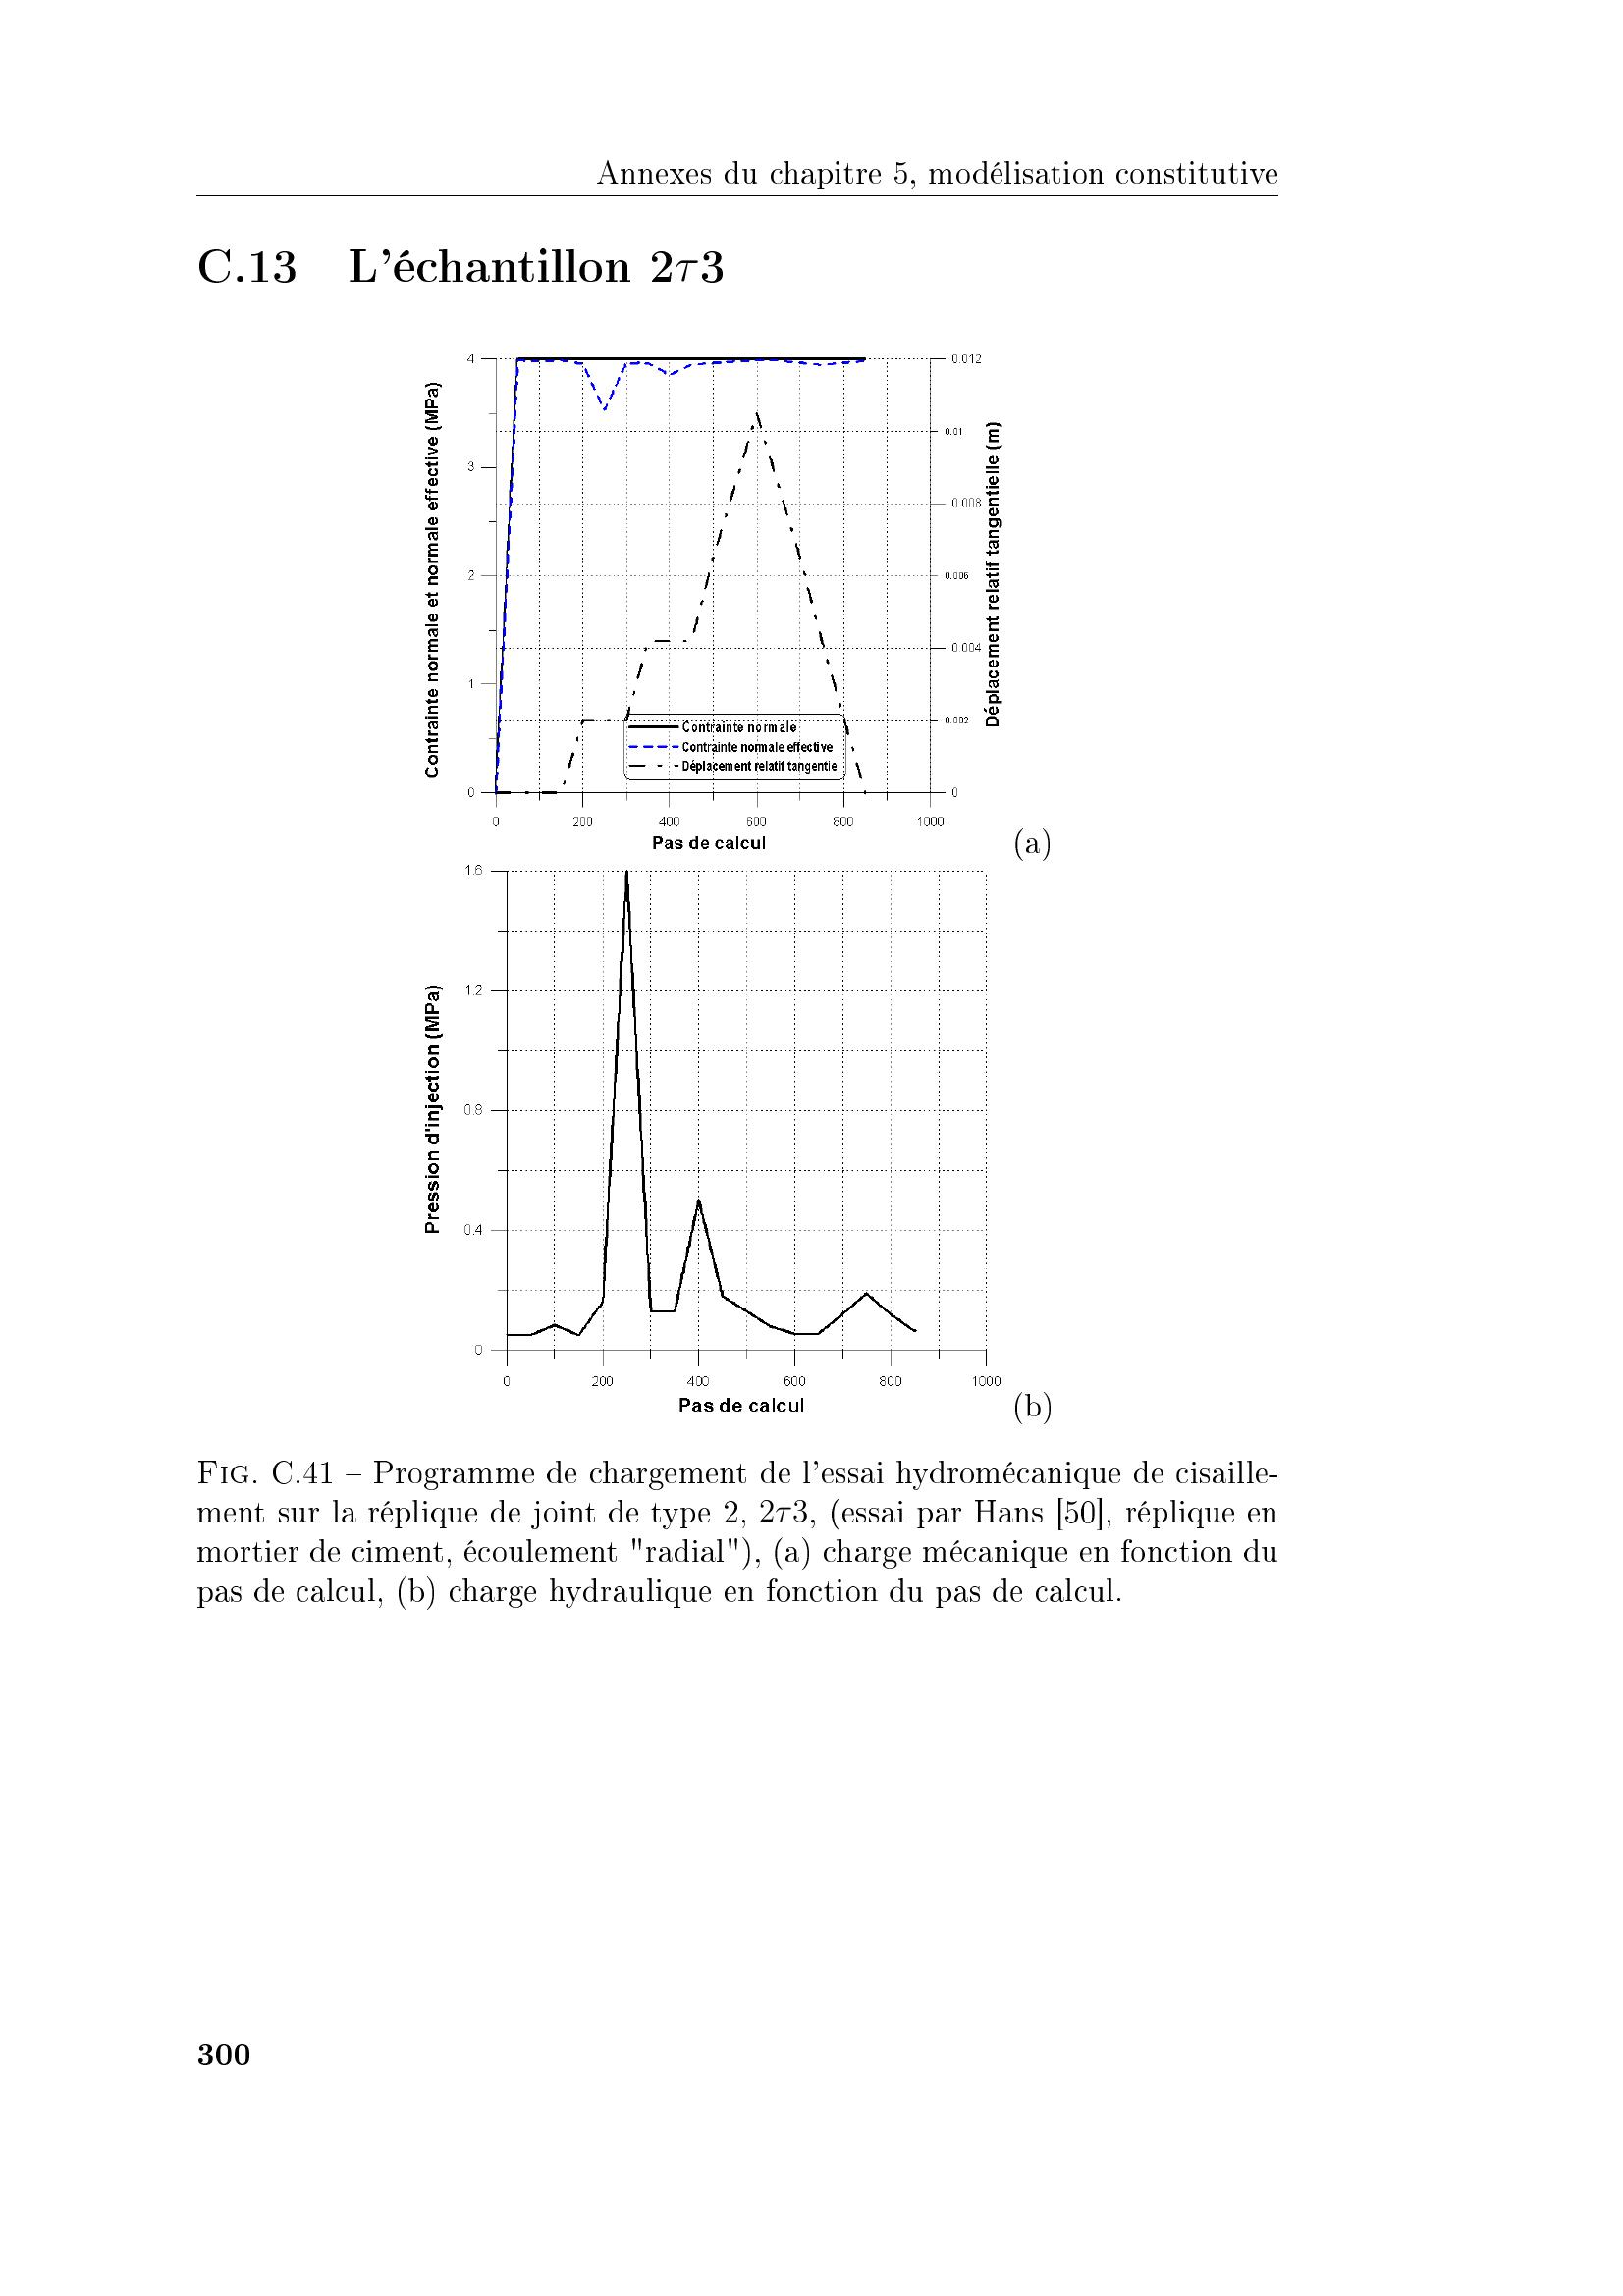 Annexes du chapitre 5, modélisation constitutive
C.13 L'échantillon 2τ3
4
3
2
1
0
Contrainte normale et normale effective (MPa)
0.012
0.01
0.008
0.006
0.004
0.002
0
Déplacement relatif tangentielle (m)
Contrainte normale
Contrainte normale effective
Déplacement relatif tangentiel
0 200 400 600 800 1000
Pas de calcul
(a)
1.6
1.2
0.8
0.4
0
Pression d'injection (MPa)
0 200 400 600 800 1000
Pas de calcul
(b)
FIG. C.41 – Programme de chargement de l'essai hydromécanique de cisaille-
ment sur la réplique de joint de type 2, 2τ3, (essai par Hans [50], réplique en
mortier de ciment, écoulement "radial"), (a) charge mécanique en fonction du
pas de calcul, (b) charge hydraulique en fonction du pas de calcul.
300